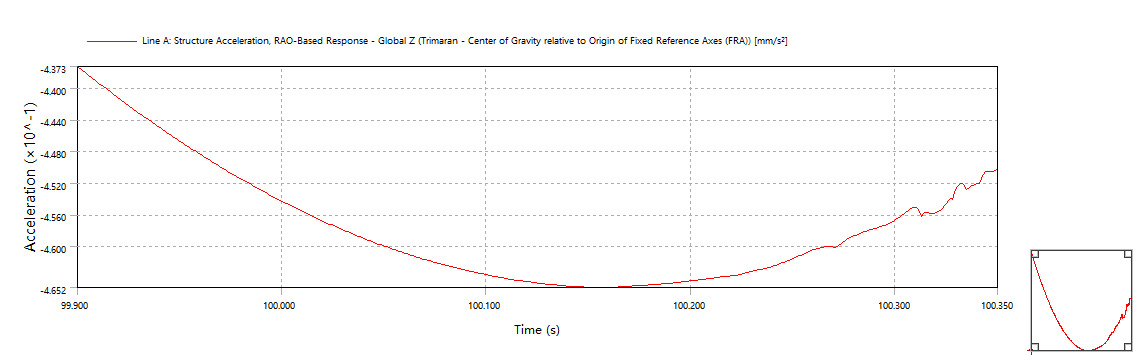 Line A: Structure Acceleration, RAO-Based Response - Global Z (Trimaran - Center of Gravity relative to Origin of Fixed Reference Axes (FRA)) [mm/s²]
Acceleration (×10^-1)
-4.373
-4.400
-4.440
-4.480
-4.520
-4.560
-4.600
-4.652
99.900 100.000 100.100 100.200 100.300 100.350
Time (s)